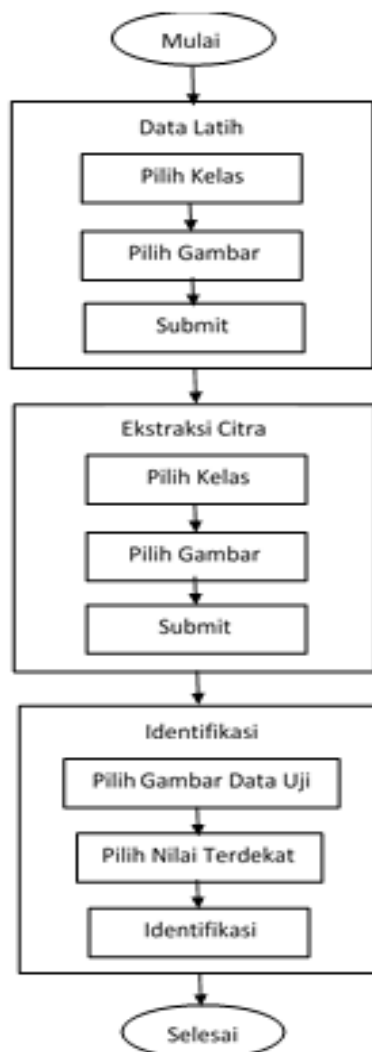 Mulai
Data Latih
Pilih Kelas
Pilih Gambar
Submit
Ekstraksi Citra
Pilih Kelas
Pilih Gambar
Submit
Identifikasi
Pilih Gambar Data Uji
Pilih Nilai Terdekat
Identifikasi
Selesai